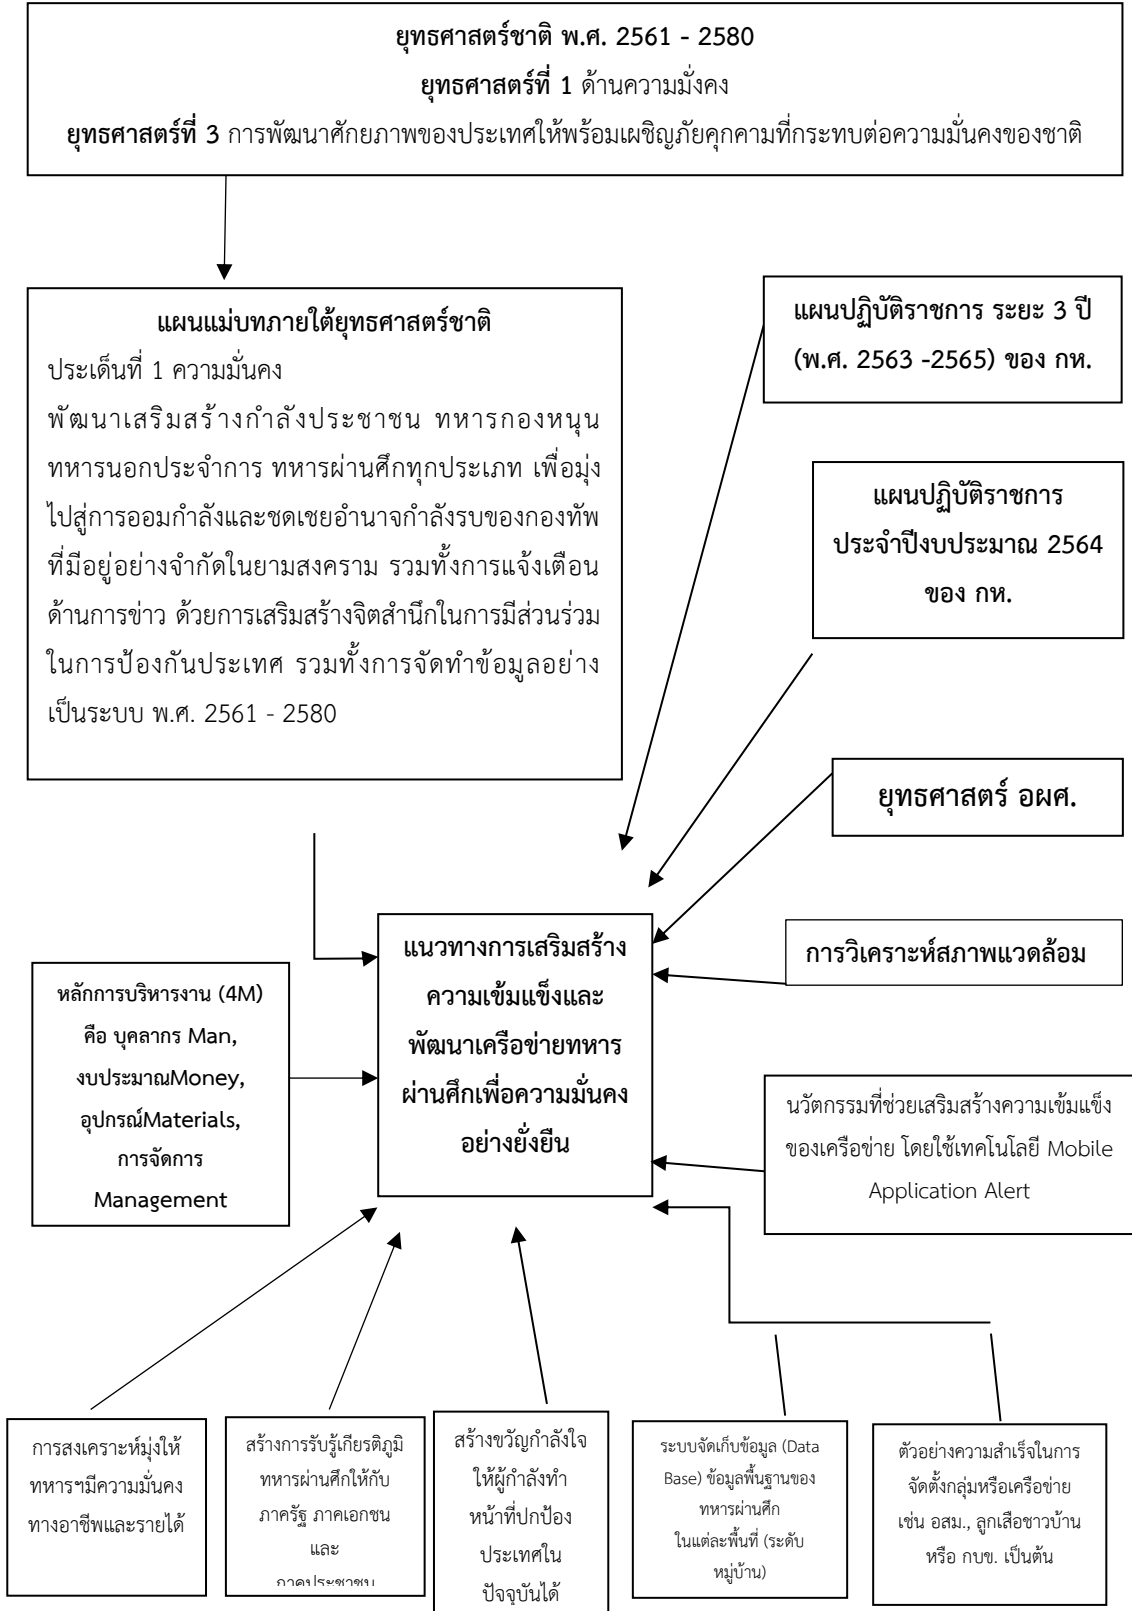 ยุทธศาสตร์ชาติ พ.ศ. 2561 - 2580
ยุทธศาสตร์ที่ 1 ด้านความมั่งคง
ยุทธศาสตร์ที่ 3 การพัฒนาศักยภาพของประเทศให้พร้อมเผชิญภัยคุกคามที่กระทบต่อความมั่นคงของชาติ
แผนแม่บทภายใต้ยุทธศาสตร์ชาติ
ประเด็นที่ 1 ความมั่นคง
พัฒนาเสริมสร้างกำลังประชาชน ทหารกองหนุน
ทหารนอกประจำการ ทหารผ่านศึกทุกประเภท เพื่อมุ่ง
ไปสู่การออมกำลังและชดเชยอำนาจกำลังรบของกองทัพ
ที่มีอยู่อย่างจำกัดในยามสงคราม รวมทั้งการแจ้งเตือน
ด้านการข่าว ด้วยการเสริมสร้างจิตสำนึกในการมีส่วนร่วม
ในการป้องกันประเทศ รวมทั้งการจัดทำข้อมูลอย่าง
เป็นระบบ พ.ศ. 2561 - 2580
แผนปฏิบัติราชการ ระยะ 3 ปี
(พ.ศ. 2563 -2565) ของ กห.
แผนปฏิบัติราชการ
ประจำปีงบประมาณ 2564
ของ กห.
ยุทธศาสตร์ อผศ.
การวิเคราะห์สภาพแวดล้อม
แนวทางการเสริมสร้าง
ความเข้มแข็งและ
พัฒนาเครือข่ายทหาร
ผ่านศึกเพื่อความมั่นคง
อย่างยั่งยืน
หลักการบริหารงาน (4M)
คือ บุคลากร Man,
งบประมาณMoney,
อุปกรณ์Materials,
การจัดการ
Management
นวัตกรรมที่ช่วยเสริมสร้างความเข้มแข็ง
ของเครือข่าย โดยใช้เทคโนโลยี Mobile
Application Alert
การสงเคราะห์มุ่งให้
ทหารฯมีความมั่นคง
ทางอาชีพและรายได้
สร้างการรับรู้เกียรติภูมิ
ทหารผ่านศึกให้กับ
ภาครัฐ ภาคเอกชน
และ
ภาคประชาชน
สร้างขวัญกำลังใจ
ให้ผู้กำลังทำ
หน้าที่ปกป้อง
ประเทศใน
ปัจจุบันได้
ระบบจัดเก็บข้อมูล (Data
Base) ข้อมูลพื้นฐานของ
ทหารผ่านศึก
ในแต่ละพื้นที่ (ระดับ
หมู่บ้าน)
ตัวอย่างความสำเร็จในการ
จัดตั้งกลุ่มหรือเครือข่าย
เช่น อสม., ลูกเสือชาวบ้าน
หรือ กบข. เป็นต้น